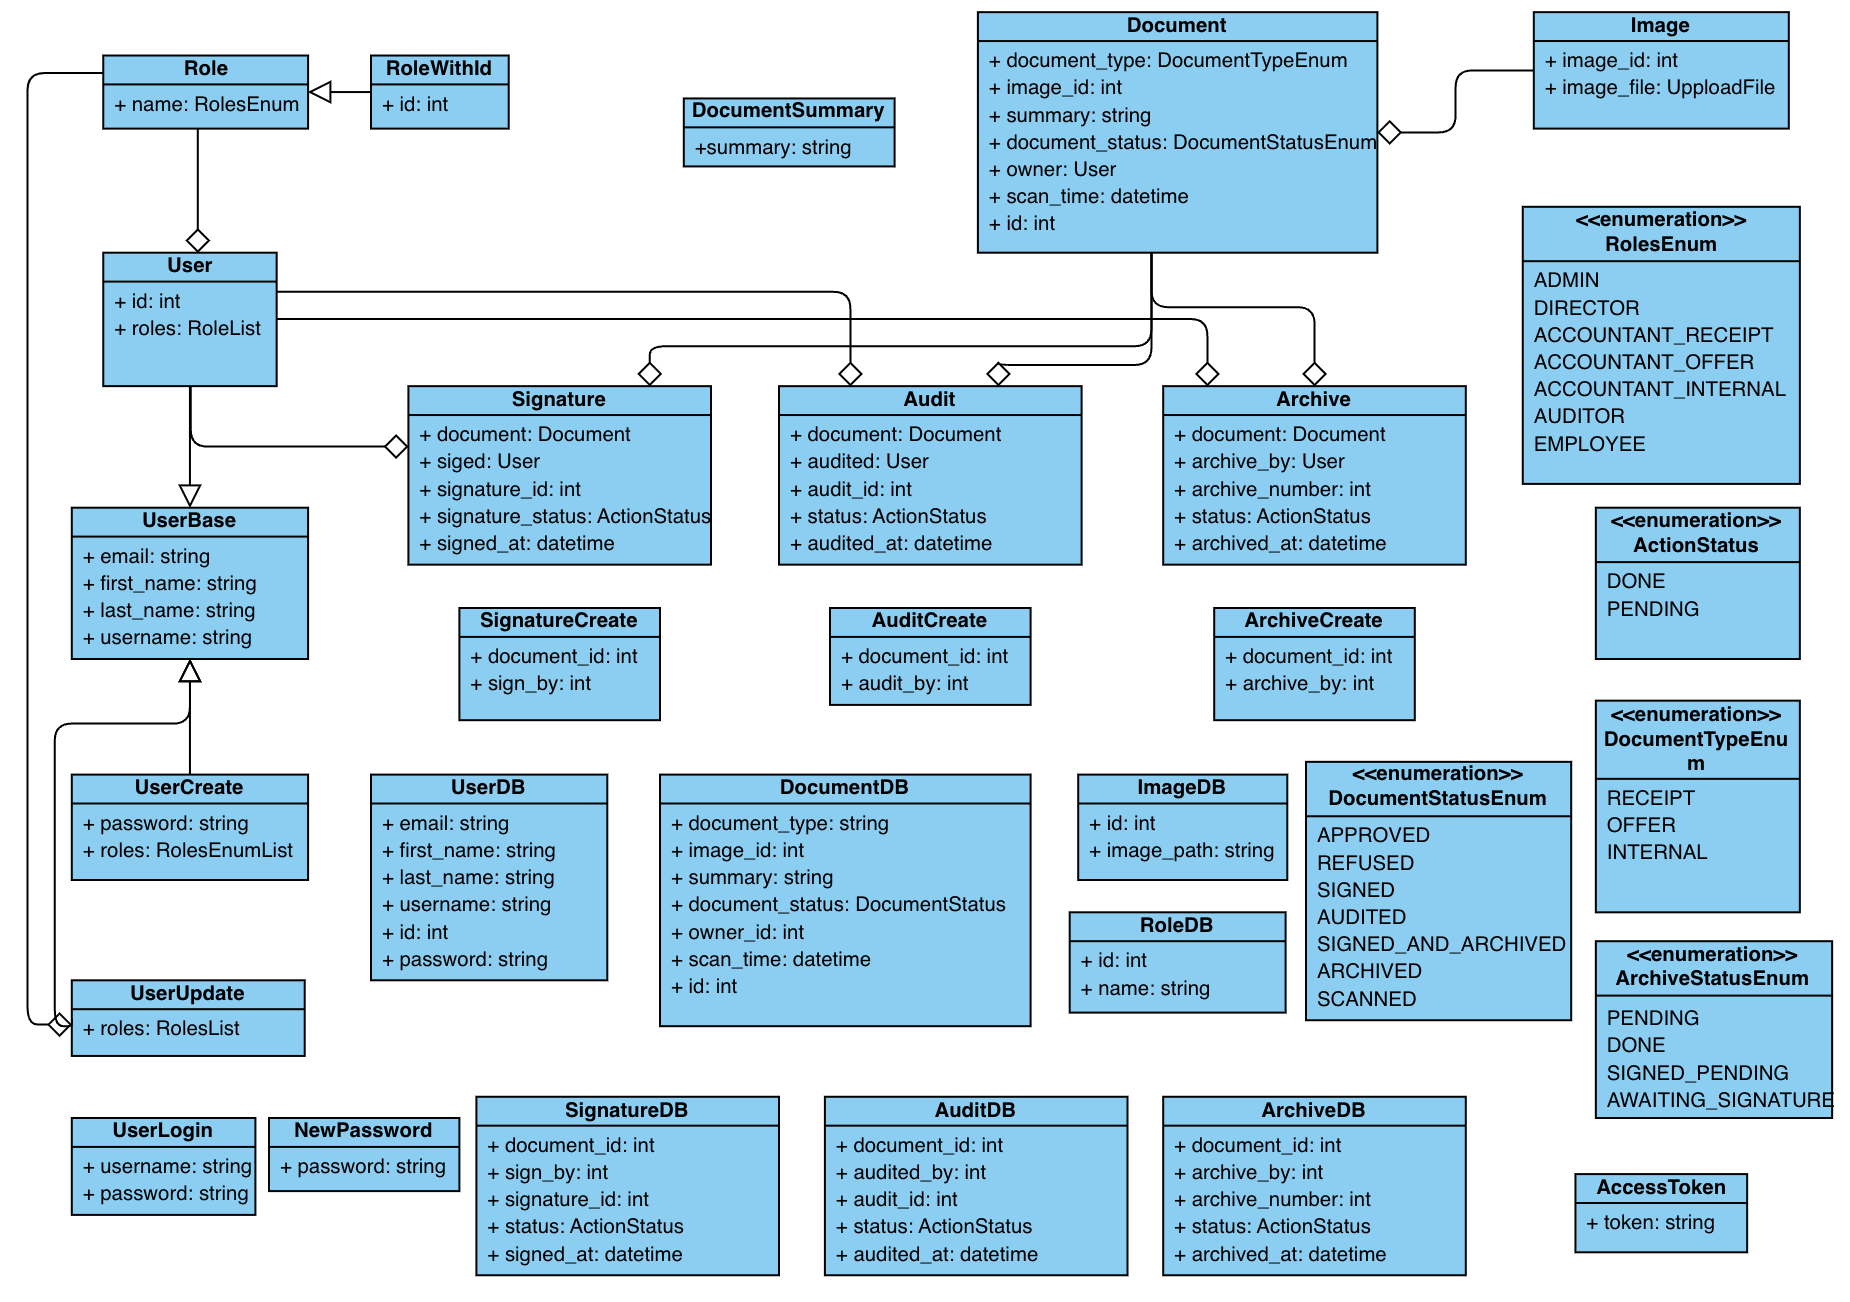 Role
+ name: RolesEnum
RoleWithId
+ id: int
DocumentSummary
+summary: string
Document
+ document_type: DocumentTypeEnum
+ image_id: int
+ summary: string
+ document_status: DocumentStatusEnum
+ owner: User
+ scan_time: datetime
+ id: int
Image
+ image_id: int
+ image_file: UpploadFile
<<enumeration>>
RolesEnum
ADMIN
DIRECTOR
ACCOUNTANT_RECEIPT
ACCOUNTANT_OFFER
ACCOUNTANT_INTERNAL
AUDITOR
EMPLOYEE
User
+ id: int
+ roles: RoleList
Signature
+ document: Document
+ siged: User
+ signature_id: int
+ signature_status: ActionStatus
+ signed_at: datetime
Audit
+ document: Document
+ audited: User
+ audit_id: int
+ status: ActionStatus
+ audited_at: datetime
Archive
+ document: Document
+ archive_by: User
+ archive_number: int
+ status: ActionStatus
+ archived_at: datetime
<<enumeration>>
ActionStatus
DONE
PENDING
UserBase
+ email: string
+ first_name: string
+ last_name: string
+ username: string
SignatureCreate
+ document_id: int
+ sign_by: int
AuditCreate
+ document_id: int
+ audit_by: int
ArchiveCreate
+ document_id: int
+ archive_by: int
<<enumeration>>
DocumentTypeEnu
m
RECEIPT
OFFER
INTERNAL
UserCreate
+ password: string
+ roles: RolesEnumList
UserDB
+ email: string
+ first_name: string
+ last_name: string
+ username: string
+ id: int
+ password: string
DocumentDB
+ document_type: string
+ image_id: int
+ summary: string
+ document_status: DocumentStatus
+ owner_id: int
+ scan_time: datetime
+ id: int
ImageDB
+ id: int
+ image_path: string
RoleDB
+ id: int
+ name: string
<<enumeration>>
DocumentStatusEnum
APPROVED
REFUSED
SIGNED
AUDITED
SIGNED_AND_ARCHIVED
ARCHIVED
SCANNED
<<enumeration>>
ArchiveStatusEnum
PENDING
DONE
SIGNED_PENDING
AWAITING_SIGNATURE
UserUpdate
+ roles: RolesList
UserLogin
+ username: string
+ password: string
NewPassword
+ password: string
SignatureDB
+ document_id: int
+ sign_by: int
+ signature_id: int
+ status: ActionStatus
+ signed_at: datetime
AuditDB
+ document_id: int
+ audited_by: int
+ audit_id: int
+ status: ActionStatus
+ audited_at: datetime
ArchiveDB
+ document_id: int
+ archive_by: int
+ archive_number: int
+ status: ActionStatus
+ archived_at: datetime
AccessToken
+ token: string